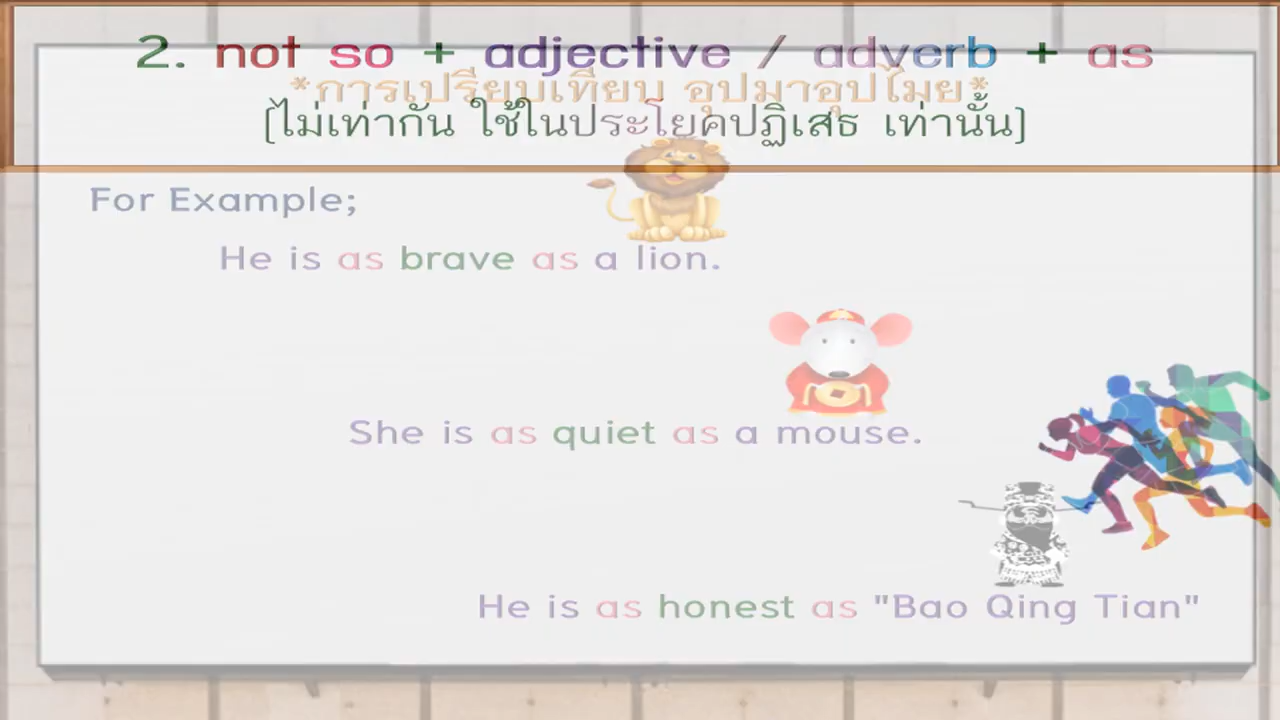 2. not so + adjective / adverb + as
*การเปรียบเทียบ อุปมาอุปไมย*
(ไม่เท่ากัน ใช้ในประโยคปฏิเสธ เท่านั้น)
For Example;
He is as brave as a lion.
She is as quiet as a mouse.
He is as honest as "Bao Qing Tian"